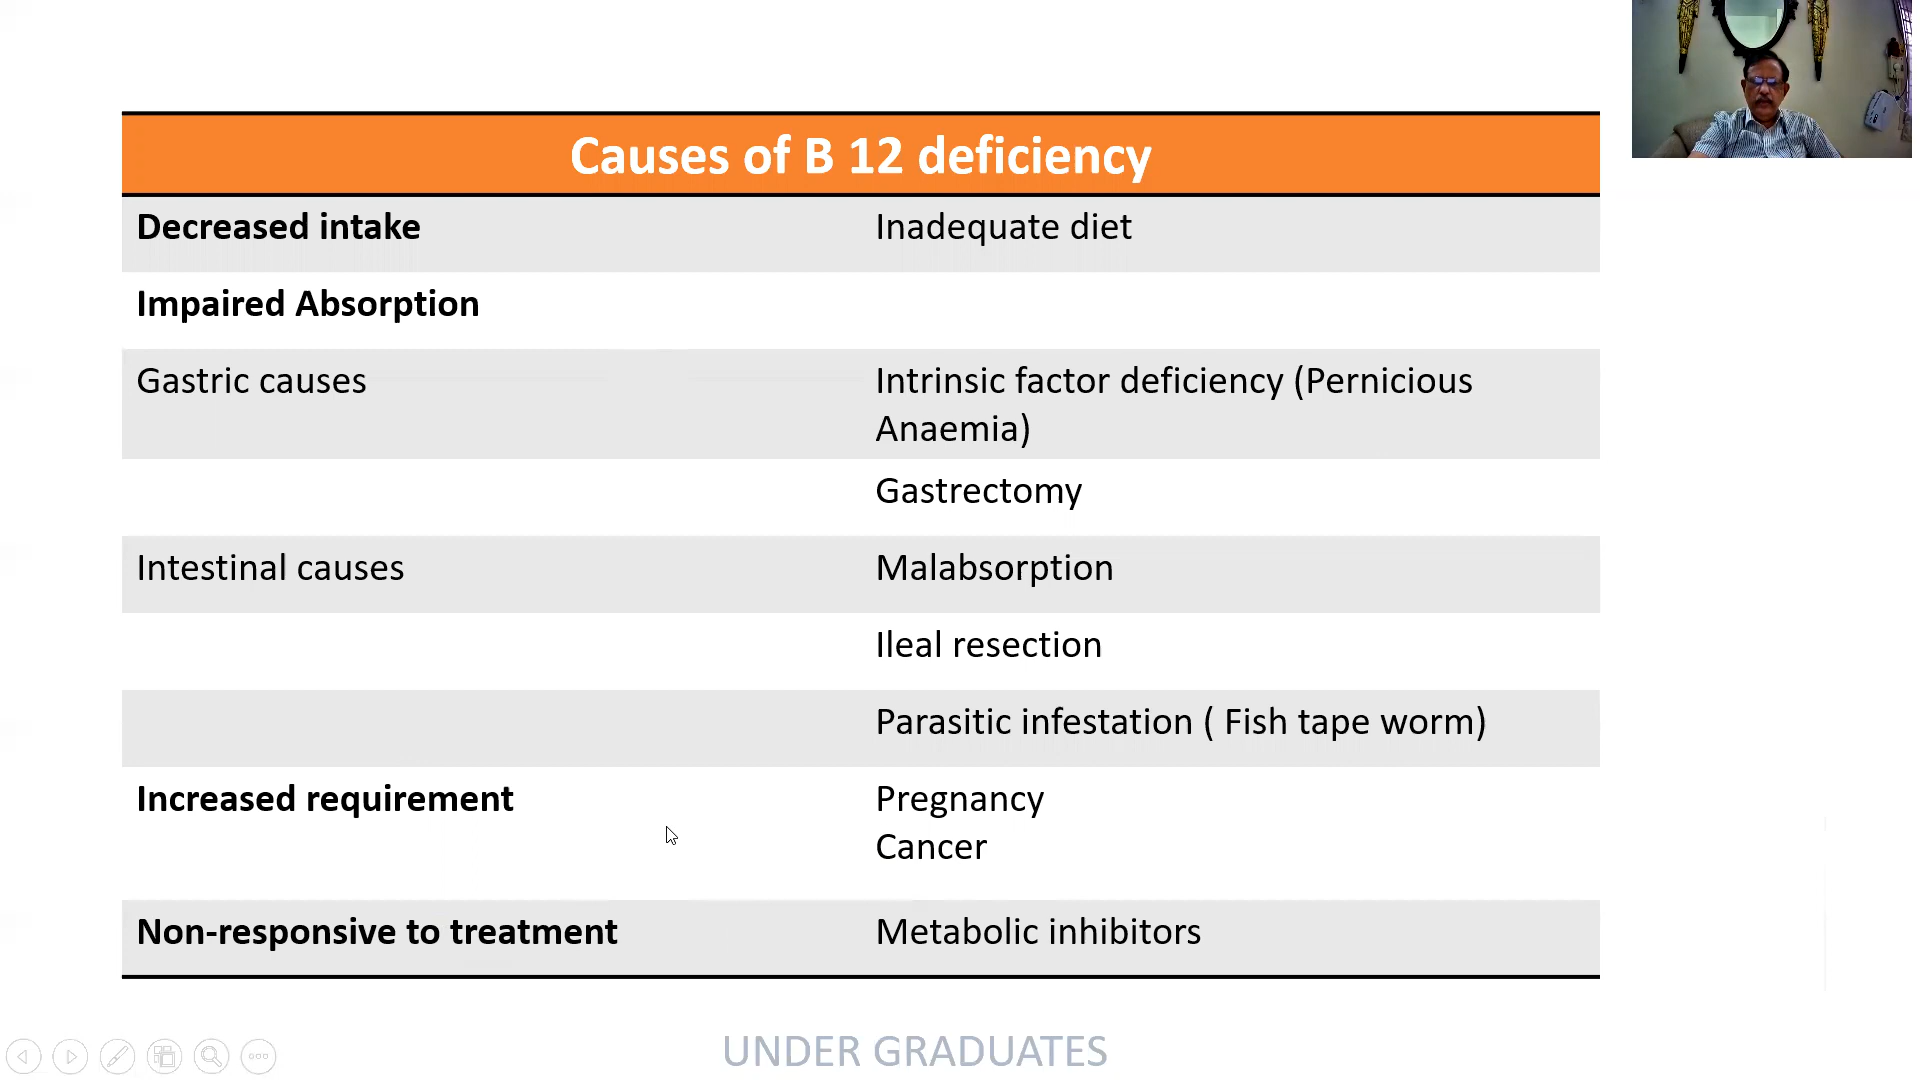 Causes of B 12 deficiency
Decreased intake
Inadequate diet
Impaired Absorption
Gastric causes
Intrinsic factor deficiency (Pernicious
Anaemia)
Gastrectomy
Intestinal causes
Malabsorption
Ileal resection
Parasitic infestation ( Fish tape worm)
Increased requirement
Pregnancy
Cancer
Non-responsive to treatment
Metabolic inhibitors
UNDER GRADUATES